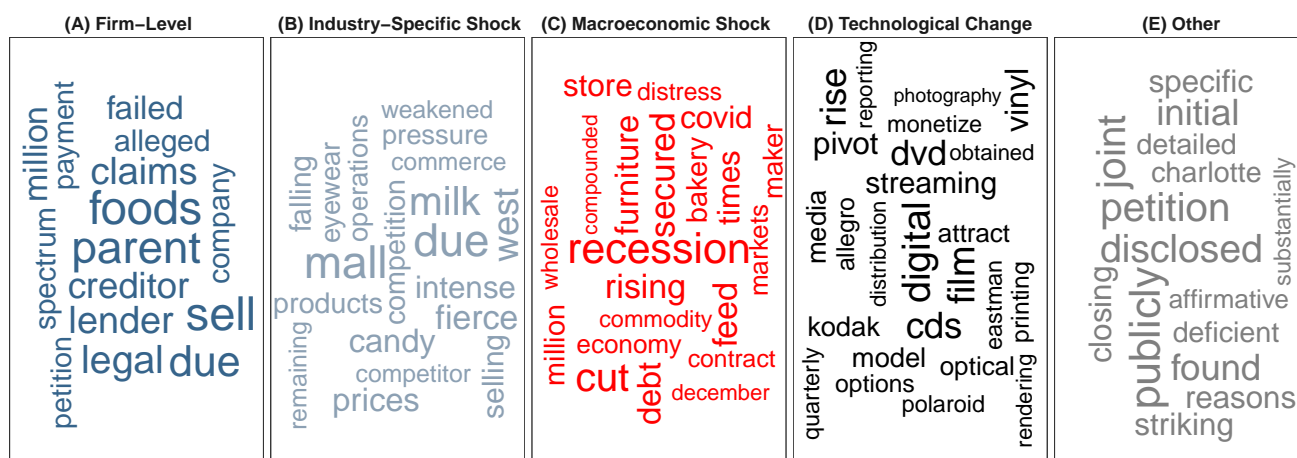 (A) Firm−Level
(B) Industry−Specific Shock
(C) Macroeconomic Shock
(D) Technological Change
(E) Other
million
payment
failed
alleged
claims
foods
parent
company
spectrum
creditor
lender
sell
petition
legal
due
weakened
pressure
commerce
falling
eyewear
operations
competition
milk
due
west
mall
products
intense
fierce
remaining
candy
competitor
selling
prices
store
distress
covid
compounded
furniture
secured
bakery
times
maker
wholesale
recession
markets
rising
million
commodity
feed
economy
contract
cut
debt
december
rise
reporting
photography
vinyl
monetize
pivot
dvd
obtained
streaming
media
allegro
distribution
digital
attract
film
eastman
printing
kodak
cds
quarterly
model
optical
options
polaroid
rendering
specific
initial
joint
detailed
charlotte
petition
substantially
disclosed
closing
publicly
affirmative
deficient
found
reasons
striking